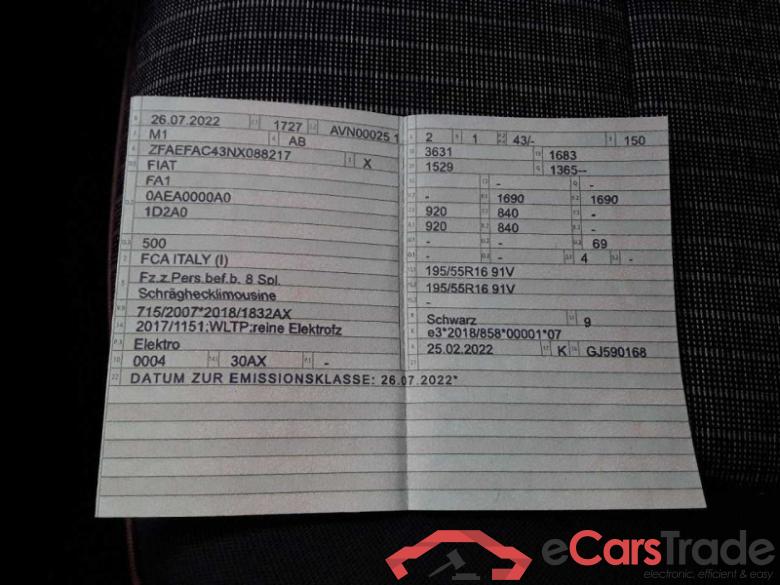 26.07.2022 1727 AVN00025 1
M1 AB
ZFAEFAC43NX088217 X
FIAT
FA1
0AEA0000A0
1D2A0
500
FCA ITALY (I)
Fz.z.Pers.bef.b. 8 Spl.
Schräghecklimousine
715/2007*2018/1832AX
2017/1151;WLTP;reine Elektrofz
Elektro
0004 30AX -
DATUM ZUR EMISSIONSKLASSE: 26.07.2022*
2 1 43/- 150
3631 1683
1529 1365--
- -
- 1690 1690
920 840 -
920 840 -
- - 69
- - 4 -
195/55R16 91V
195/55R16 91V
-
Schwarz 9
e3*2018/858*00001*07
25.02.2022 K GJ590168
eCarsTrade
electronic, efficient & easy